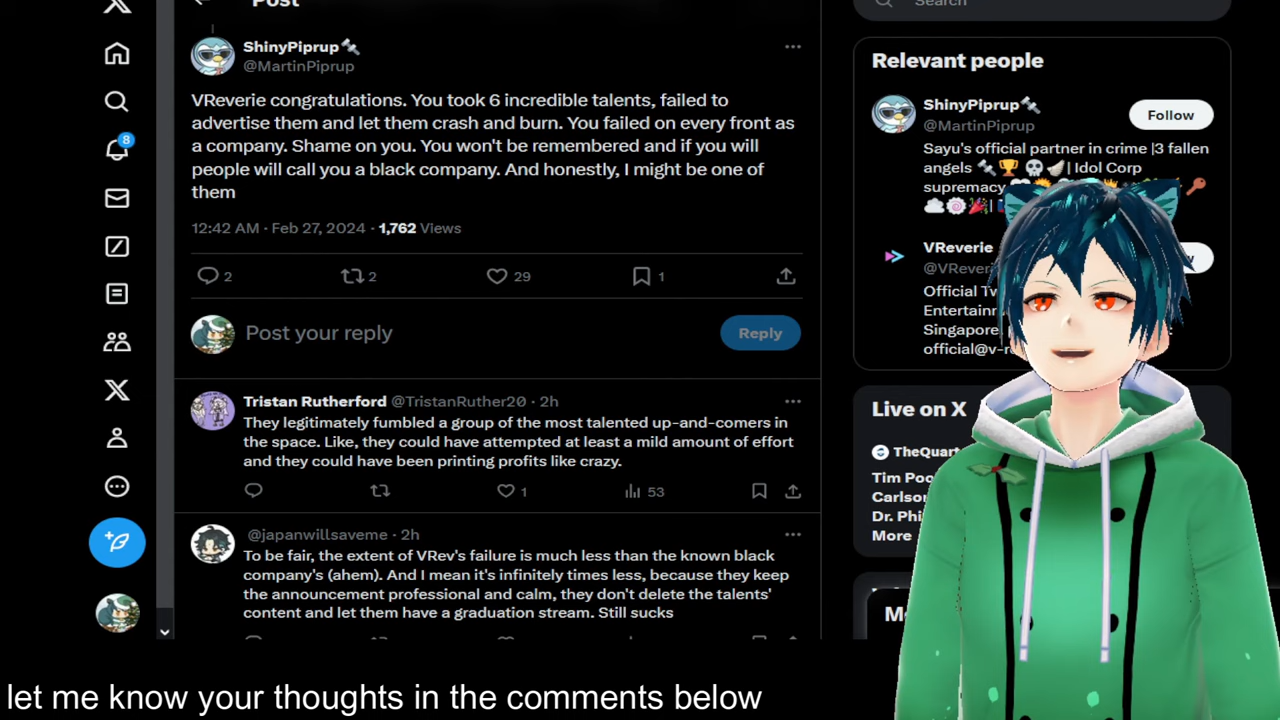 Post
Search
ShinyPiprup
@MartinPiprup
VReverie congratulations. You took 6 incredible talents, failed to
advertise them and let them crash and burn. You failed on every front as
a company. Shame on you. You won't be remembered and if you will
people will call you a black company. And honestly, I might be one of
them
12:42 AM · Feb 27, 2024 · 1,762 Views
2 2 29 1
Post your reply
Reply
Tristan Rutherford @TristanRuther20 · 2h
They legitimately fumbled a group of the most talented up-and-comers in
the space. Like, they could have attempted at least a mild amount of effort
and they could have been printing profits like crazy.
1 53
@japanwillsaveme · 2h
To be fair, the extent of VRev's failure is much less than the known black
company's (ahem). And I mean it's infinitely times less, because they keep
the announcement professional and calm, they don't delete the talents'
content and let them have a graduation stream. Still sucks
8
Relevant people
ShinyPiprup
@MartinPiprup
Follow
Sayu's official partner in crime |3 fallen
angels | Idol Corp
supremacy
VReverie
Official
Singapore
Live on X
Tim
Dr.
More
let me know your thoughts in the comments below